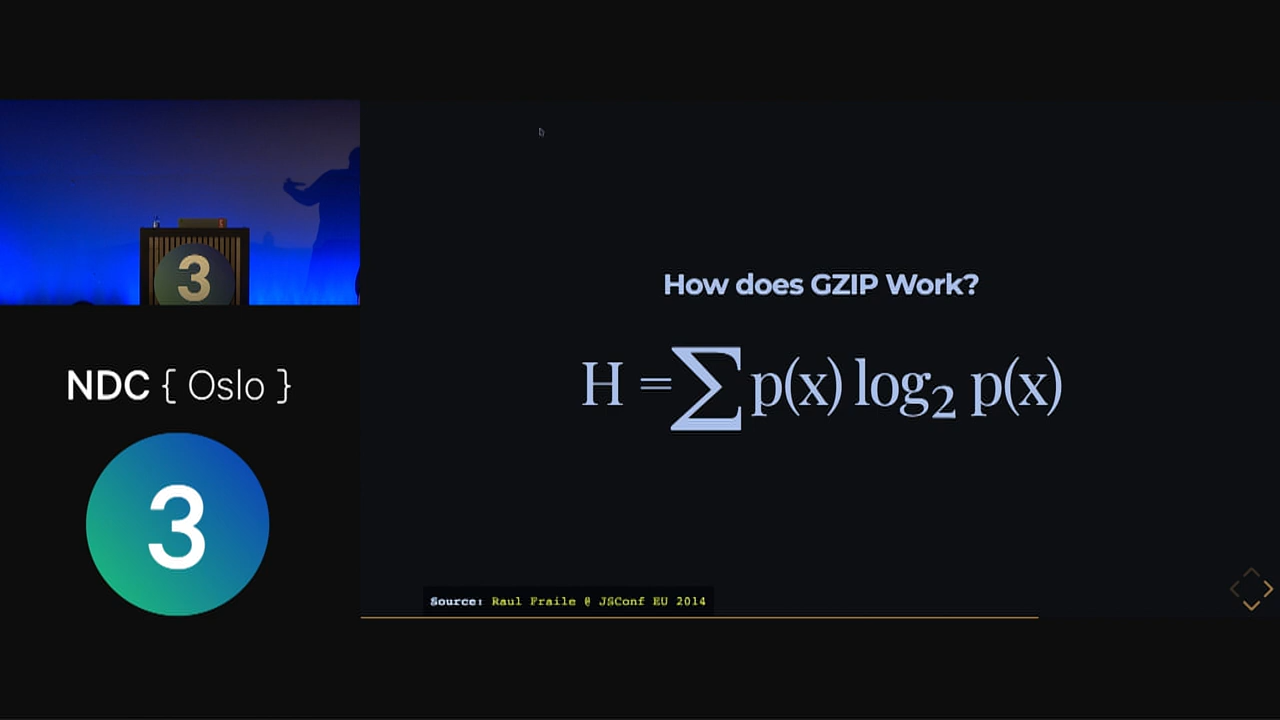 3
NDC { Oslo }
3
How does GZIP Work?
H = ∑ p(x) log₂ p(x)
Source: Raul Fraile @ JSConf EU 2014